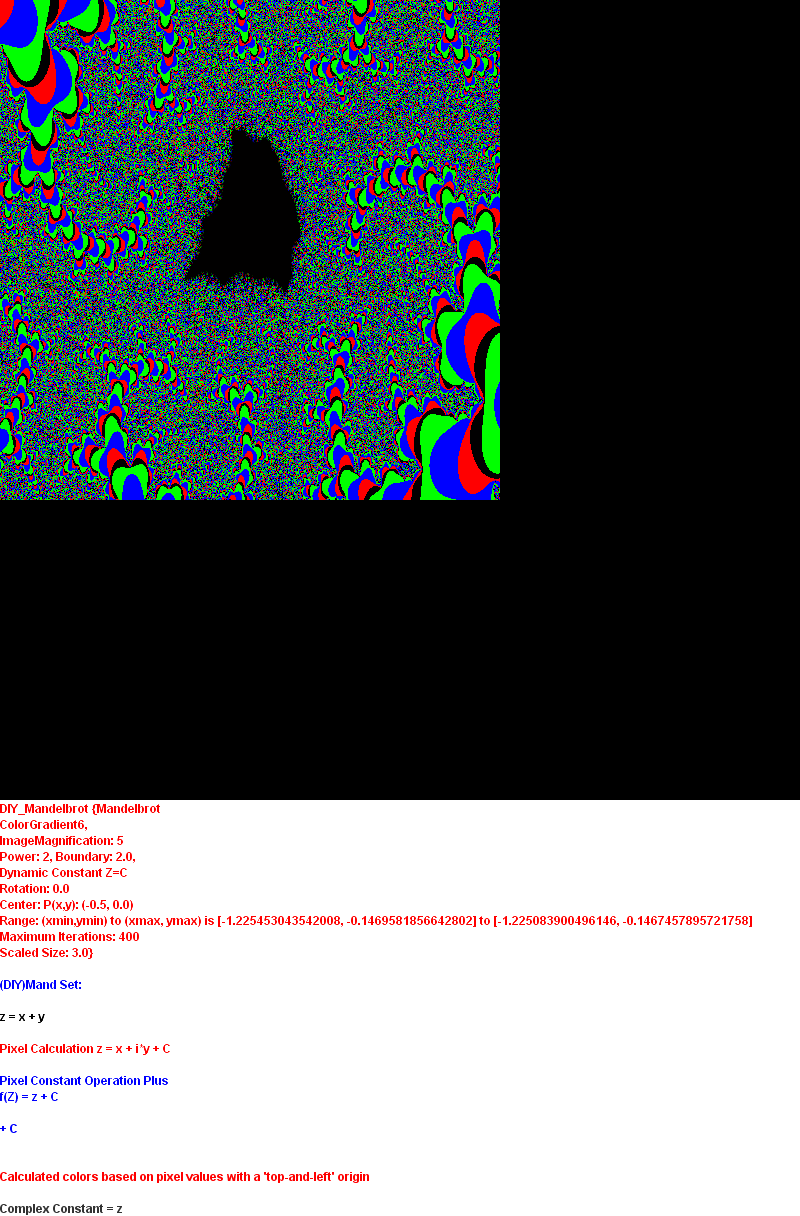 DIY_Mandelbrot {Mandelbrot
ColorGradient6,
ImageMagnification: 5
Power: 2, Boundary: 2.0,
Dynamic Constant Z=C
Rotation: 0.0
Center: P(x,y): (-0.5, 0.0)
Range: (xmin,ymin) to (xmax, ymax) is [-1.225453043542008, -0.1469581856642802] to [-1.225083900496146, -0.1467457895721758]
Maximum Iterations: 400
Scaled Size: 3.0}
(DIY)Mand Set:
z = x + y
Pixel Calculation z = x + i*y + C
Pixel Constant Operation Plus
f(Z) = z + C
+ C
Calculated colors based on pixel values with a 'top-and-left' origin
Complex Constant = z